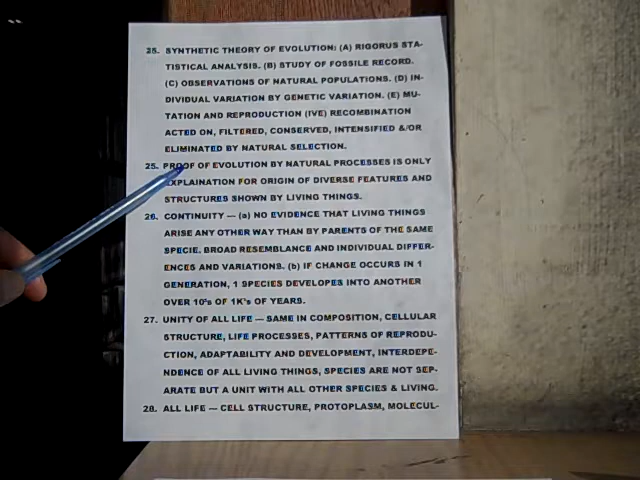 25. SYNTHETIC THEORY OF EVOLUTION: (A) RIGORUS STA-
TISTICAL ANALYSIS. (B) STUDY OF FOSSILE RECORD.
(C) OBSERVATIONS OF NATURAL POPULATIONS. (D) IN-
DIVIDUAL VARIATION BY GENETIC VARIATION. (E) MU-
TATION AND REPRODUCTION (IVE) RECOMBINATION
ACTED ON, FILTERED, CONSERVED, INTENSIFIED &/OR
ELIMINATED BY NATURAL SELECTION.
25. PROOF OF EVOLUTION BY NATURAL PROCESSES IS ONLY
EXPLAINATION FOR ORIGIN OF DIVERSE FEATURES AND
STRUCTURES SHOWN BY LIVING THINGS.
26. CONTINUITY — (a) NO EVIDENCE THAT LIVING THINGS
ARISE ANY OTHER WAY THAN BY PARENTS OF THE SAME
SPECIE. BROAD RESEMBLANCE AND INDIVIDUAL DIFFER-
ENCES AND VARIATIONS. (b) IF CHANGE OCCURS IN 1
GENERATION, 1 SPECIES DEVELOPES INTO ANOTHER
OVER 10's OF 1K's OF YEARS.
27. UNITY OF ALL LIFE — SAME IN COMPOSITION, CELLULAR
STRUCTURE, LIFE PROCESSES, PATTERNS OF REPRODU-
CTION, ADAPTABILITY AND DEVELOPMENT, INTERDEPE-
NDENCE OF ALL LIVING THINGS, SPECIES ARE NOT SEP-
ARATE BUT A UNIT WITH ALL OTHER SPECIES & LIVING.
28. ALL LIFE — CELL STRUCTURE, PROTOPLASM, MOLECUL-